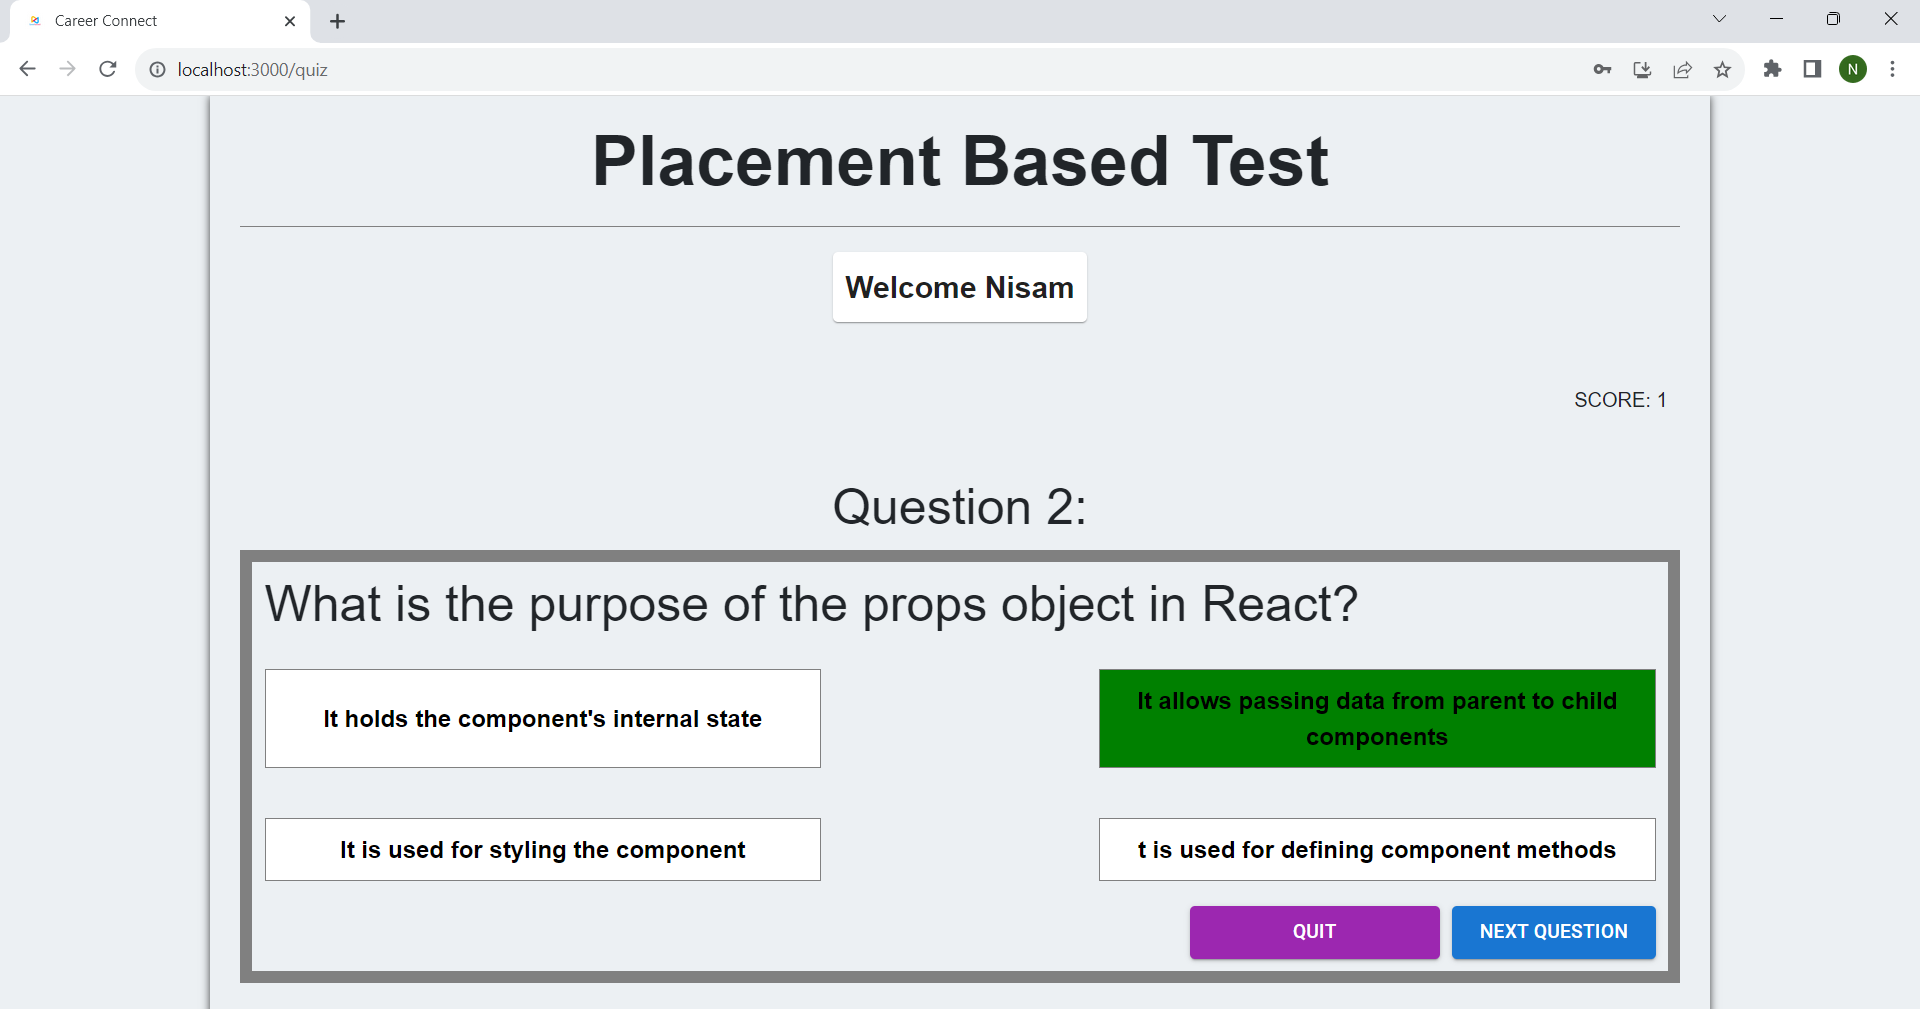 Career Connect
localhost:3000/quiz
N
Placement Based Test
Welcome Nisam
SCORE: 1
Question 2:
What is the purpose of the props object in React?
It holds the component's internal state
It allows passing data from parent to child
components
It is used for styling the component
t is used for defining component methods
QUIT
NEXT QUESTION